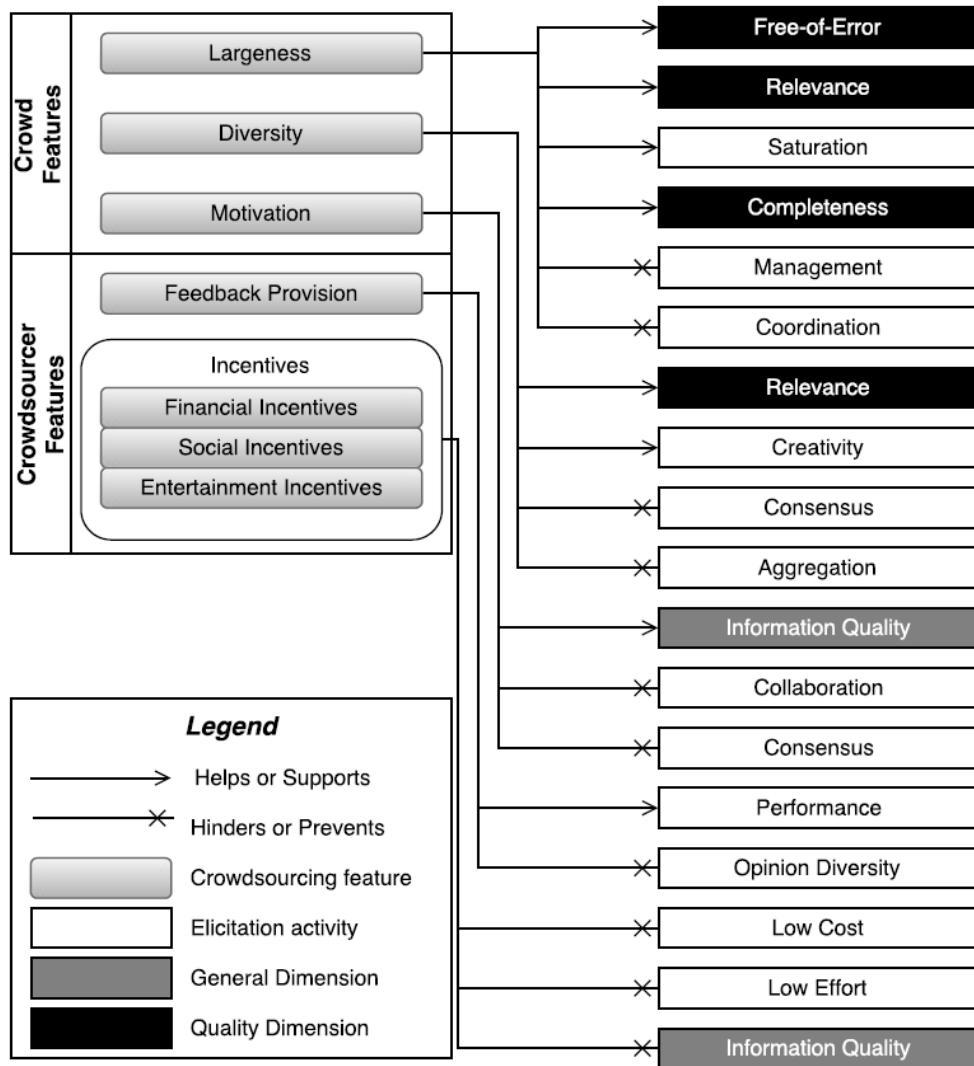 Crowd
Features
Largeness
Diversity
Motivation
Crowdsourcer
Features
Feedback Provision
Incentives
Financial Incentives
Social Incentives
Entertainment Incentives
Free-of-Error
Relevance
Saturation
Completeness
Management
Coordination
Relevance
Creativity
Consensus
Aggregation
Information Quality
Collaboration
Consensus
Performance
Opinion Diversity
Low Cost
Low Effort
Information Quality
Legend
Helps or Supports
Hinders or Prevents
Crowdsourcing feature
Elicitation activity
General Dimension
Quality Dimension